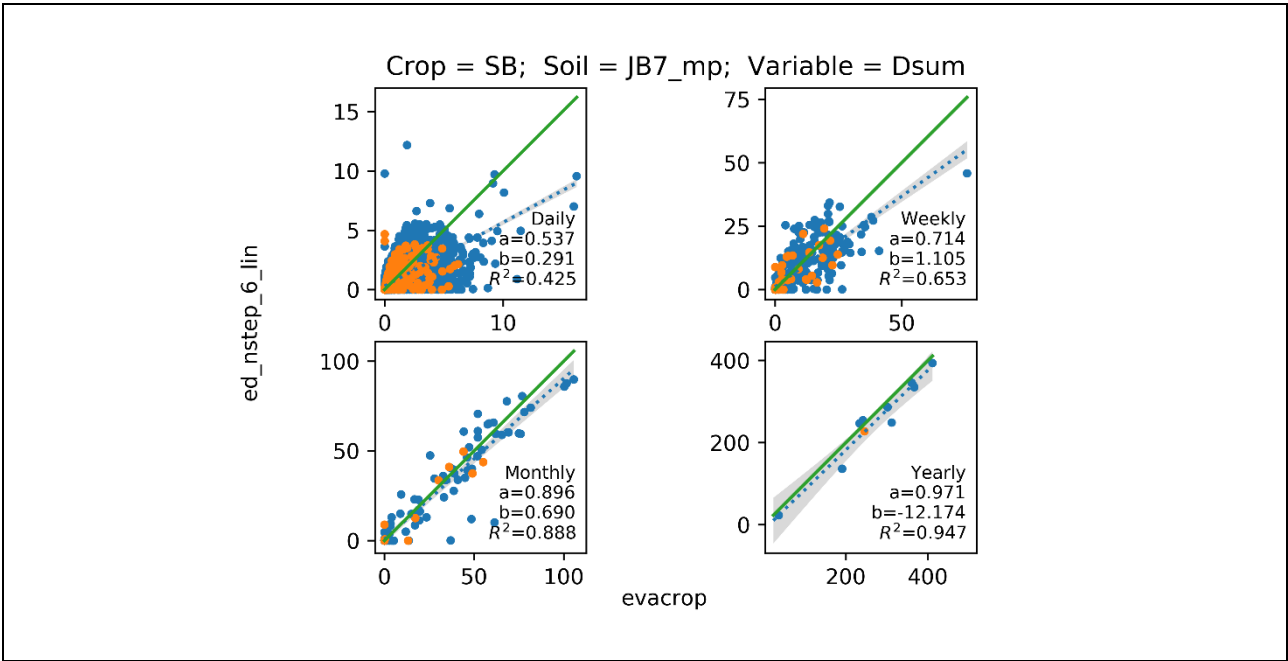 Crop = SB; Soil = JB7_mp; Variable = Dsum
ed_nstep_6_lin
15
10
5
0
0
10
Daily
a=0.537
b=0.291
R²=0.425
75
50
25
0
0
50
Weekly
a=0.714
b=1.105
R²=0.653
100
50
0
0
50
100
Monthly
a=0.896
b=0.690
R²=0.888
400
200
0
200
400
Yearly
a=0.971
b=-12.174
R²=0.947
evacrop